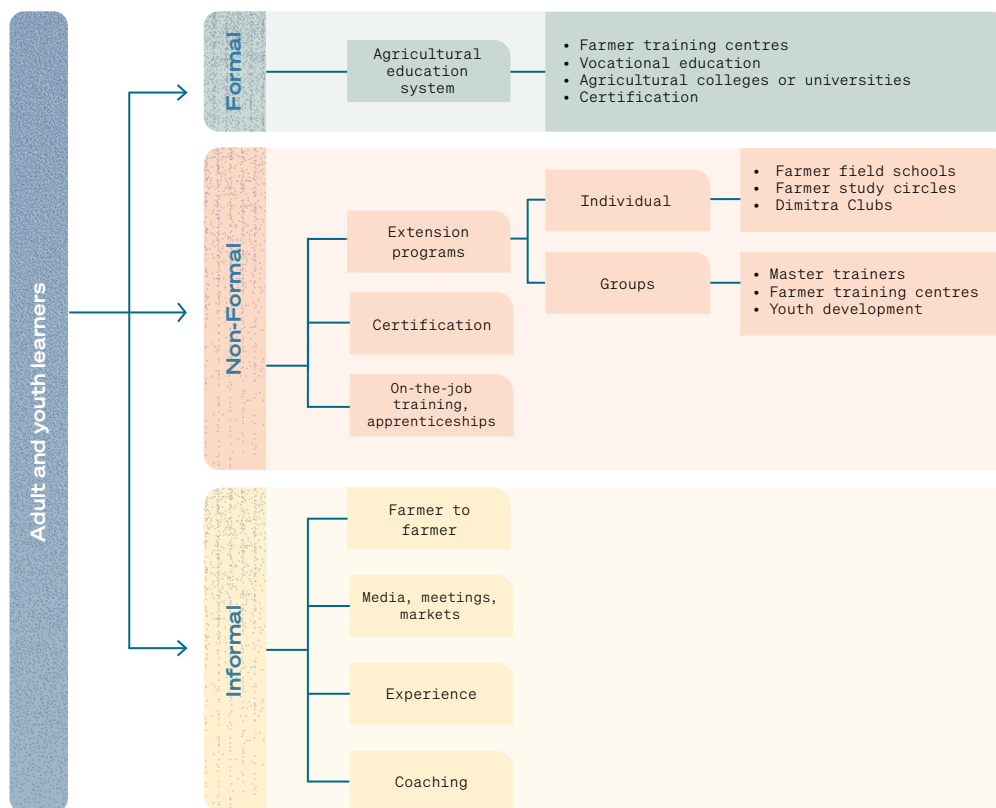 Adult and youth learners
Formal
Agricultural
education
system
• Farmer training centres
• Vocational education
• Agricultural colleges or universities
• Certification
Non-Formal
Extension
programs
Individual
• Farmer field schools
• Farmer study circles
• Dimitra Clubs
Groups
• Master trainers
• Farmer training centres
• Youth development
Certification
On-the-job
training,
apprenticeships
Informal
Farmer to
farmer
Media, meetings,
markets
Experience
Coaching